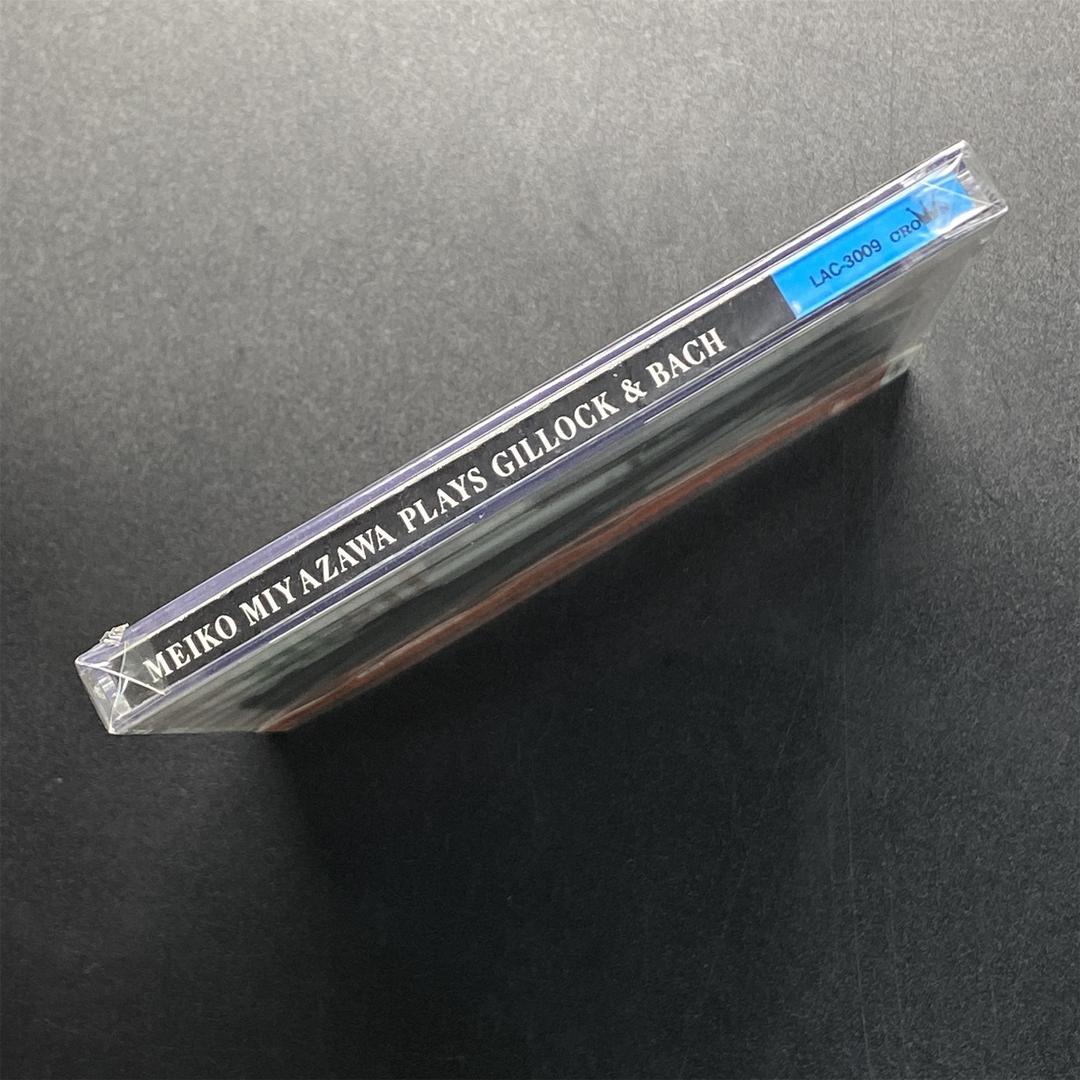 MEIKO MIYAZAWA PLAYS GILLOCK & BACH
LAC-3009